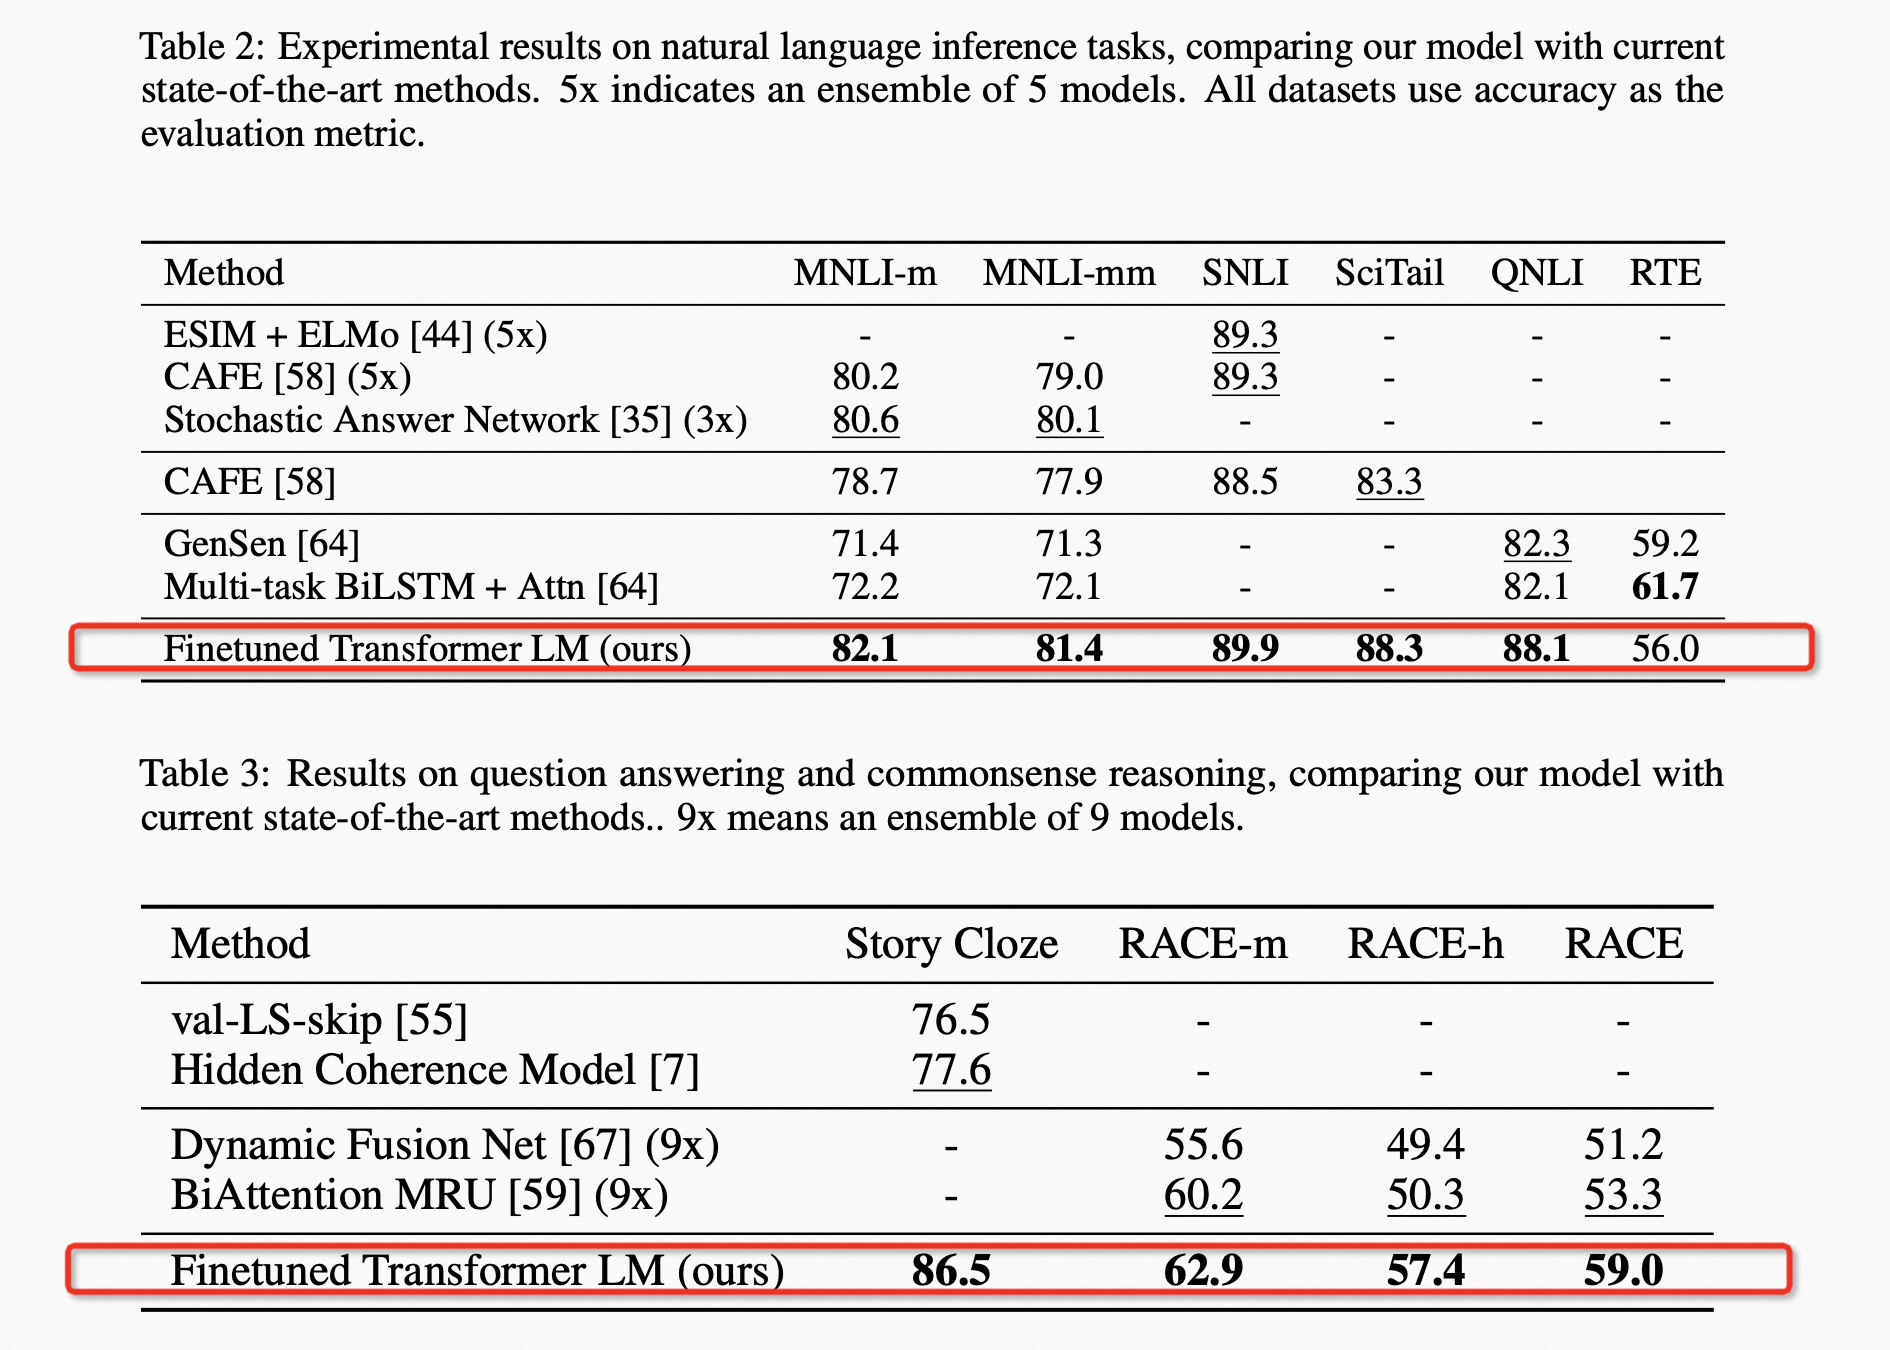 Table 2: Experimental results on natural language inference tasks, comparing our model with current
state-of-the-art methods. 5x indicates an ensemble of 5 models. All datasets use accuracy as the
evaluation metric.
Method MNLI-m MNLI-mm SNLI SciTail QNLI RTE
ESIM + ELMo [44] (5x) - - 89.3 - - -
CAFE [58] (5x) 80.2 79.0 89.3 - - -
Stochastic Answer Network [35] (3x) 80.6 80.1 - - - -
CAFE [58] 78.7 77.9 88.5 83.3
GenSen [64] 71.4 71.3 - - 82.3 59.2
Multi-task BiLSTM + Attn [64] 72.2 72.1 - - 82.1 61.7
Finetuned Transformer LM (ours) 82.1 81.4 89.9 88.3 88.1 56.0
Table 3: Results on question answering and commonsense reasoning, comparing our model with
current state-of-the-art methods.. 9x means an ensemble of 9 models.
Method Story Cloze RACE-m RACE-h RACE
val-LS-skip [55] 76.5 - - -
Hidden Coherence Model [7] 77.6 - - -
Dynamic Fusion Net [67] (9x) - 55.6 49.4 51.2
BiAttention MRU [59] (9x) - 60.2 50.3 53.3
Finetuned Transformer LM (ours) 86.5 62.9 57.4 59.0